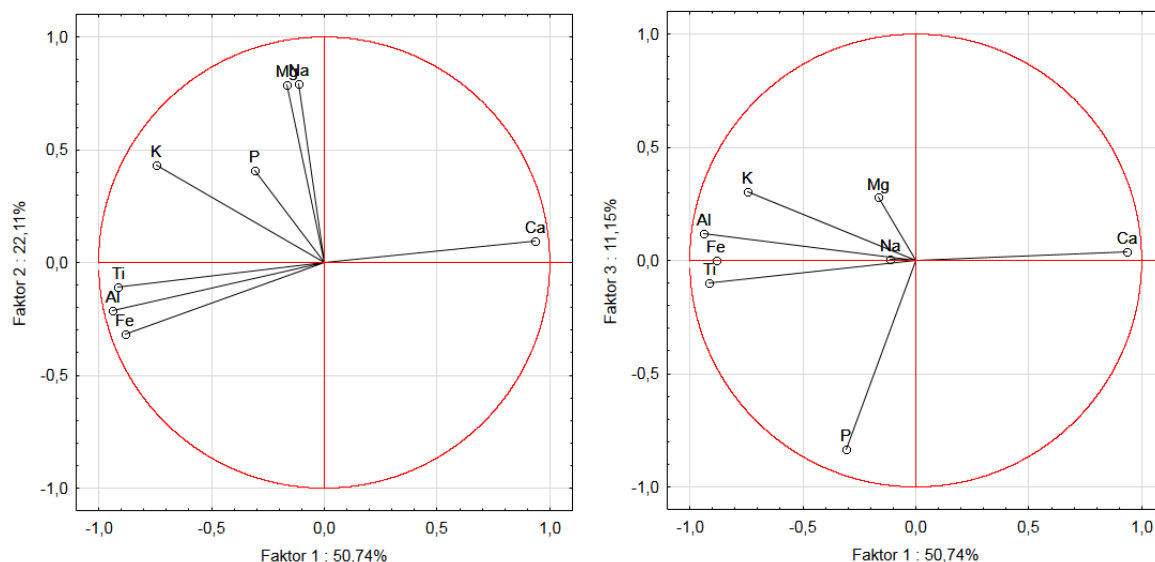 1,0
0,5
0,0
-0,5
-1,0
Faktor 2 : 22,11%
Mg
Na
K
P
Ca
Ti
Al
Fe
-1,0
-0,5
0,0
0,5
1,0
Faktor 1 : 50,74%
1,0
0,5
0,0
-0,5
-1,0
Faktor 3 : 11,15%
K
Mg
Al
Fe
Na
Ca
Ti
P
-1,0
-0,5
0,0
0,5
1,0
Faktor 1 : 50,74%